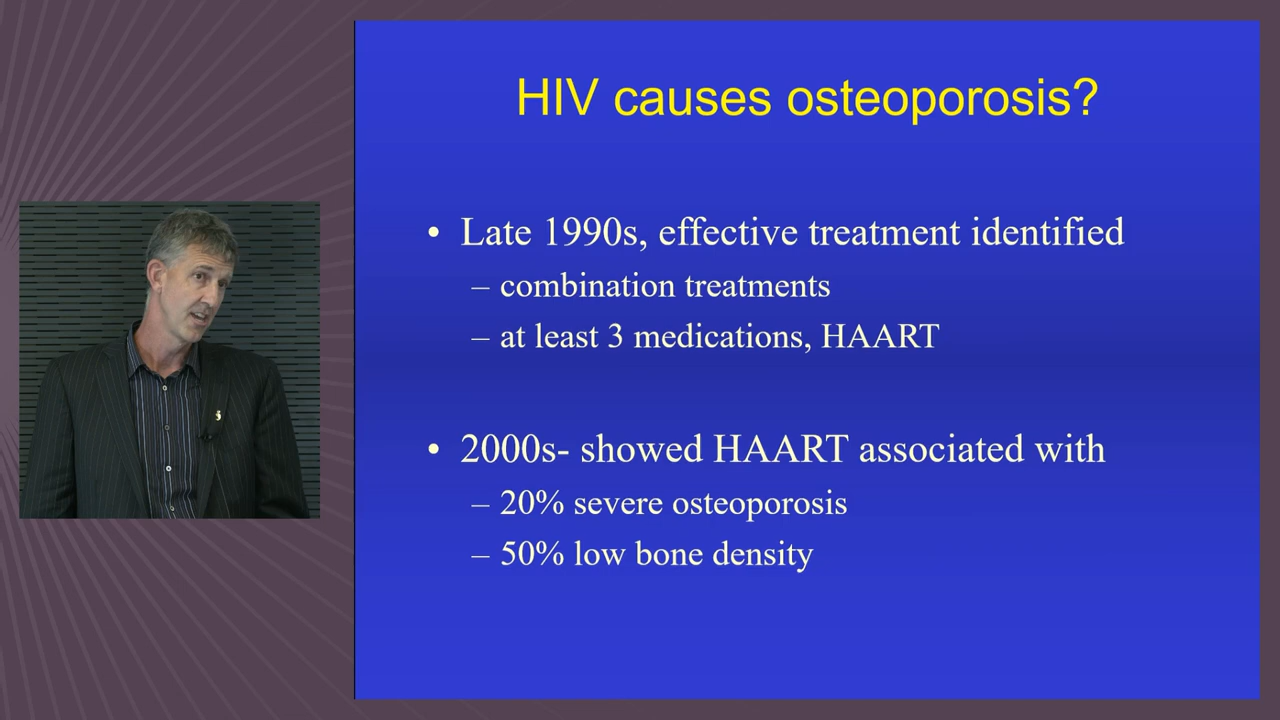 HIV causes osteoporosis?
• Late 1990s, effective treatment identified
– combination treatments
– at least 3 medications, HAART
• 2000s- showed HAART associated with
– 20% severe osteoporosis
– 50% low bone density